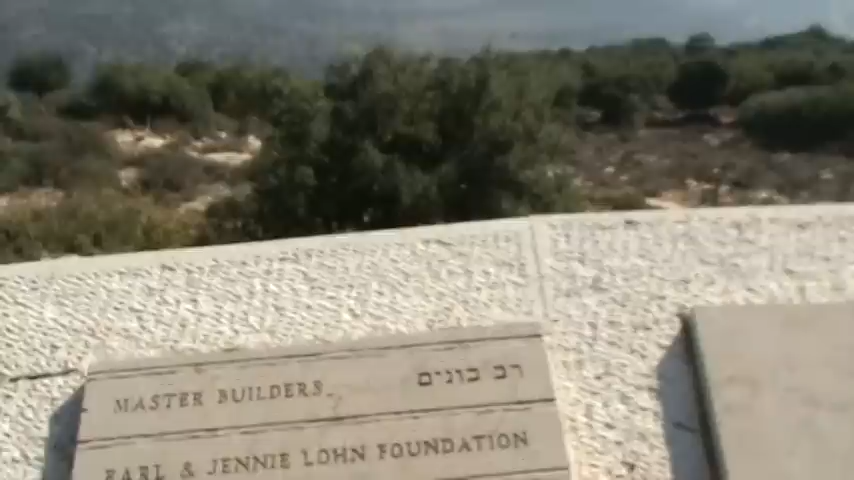 MASTER BUILDERS רב בונים
EARL & JENNIE LOHN FOUNDATION